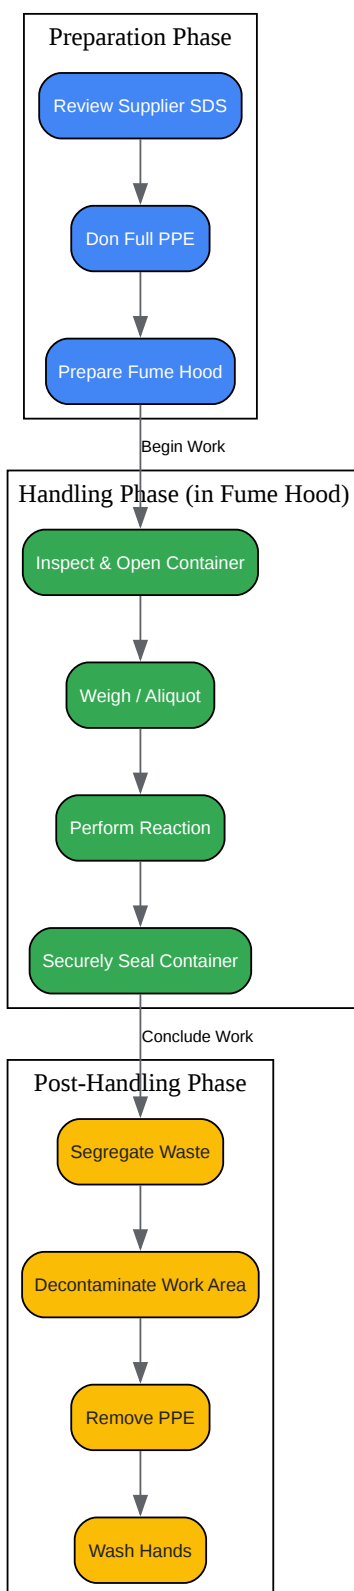 Preparation Phase
Review Supplier SDS
Don Full PPE
Prepare Fume Hood
Begin Work
Handling Phase (in Fume Hood)
Inspect & Open Container
Weigh / Aliquot
Perform Reaction
Securely Seal Container
Conclude Work
Post-Handling Phase
Segregate Waste
Decontaminate Work Area
Remove PPE
Wash Hands